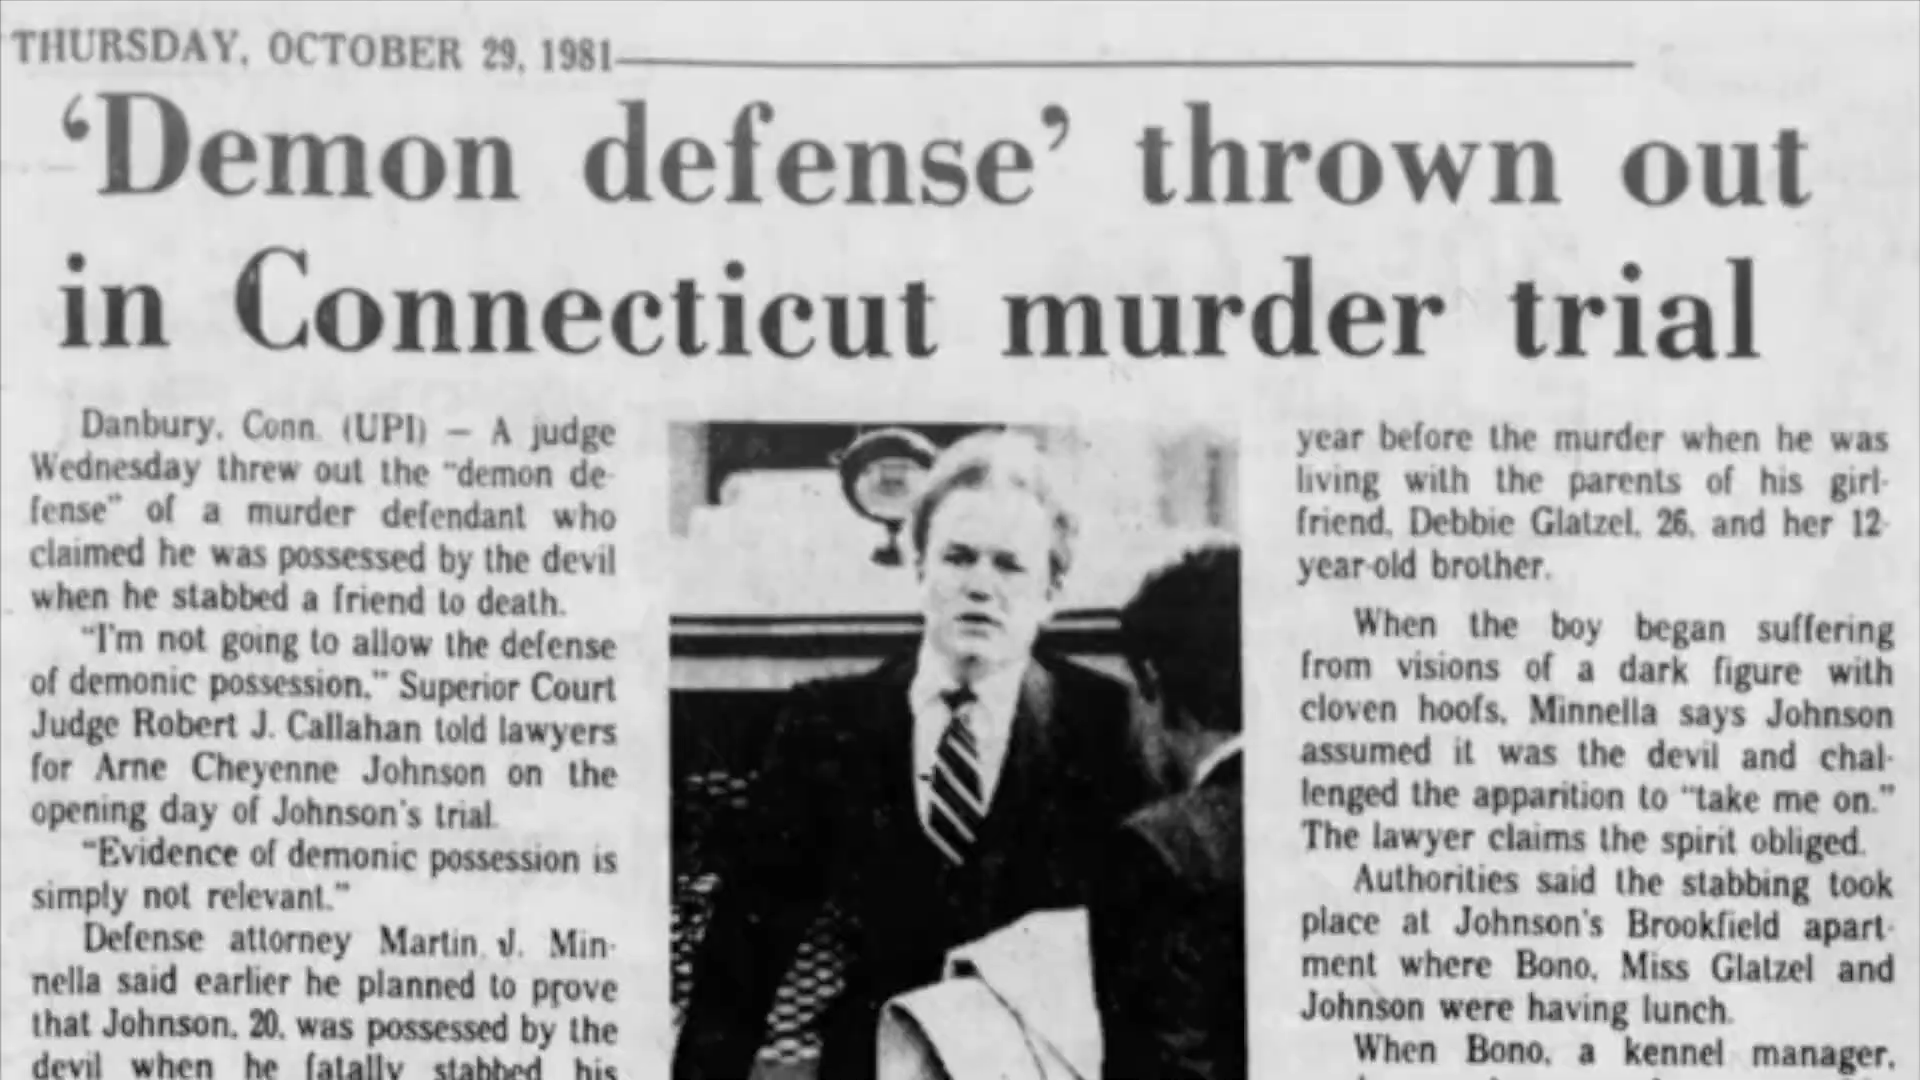 THURSDAY, OCTOBER 29, 1981
‘Demon defense’ thrown out
in Connecticut murder trial
Danbury, Conn. (UPI) — A judge
Wednesday threw out the “demon de-
fense” of a murder defendant who
claimed he was possessed by the devil
when he stabbed a friend to death.
“I’m not going to allow the defense
of demonic possession,” Superior Court
Judge Robert J. Callahan told lawyers
for Arne Cheyenne Johnson on the
opening day of Johnson’s trial.
“Evidence of demonic possession is
simply not relevant.”
Defense attorney Martin J. Min-
nella said earlier he planned to prove
that Johnson, 20, was possessed by the
devil when he fatally stabbed his
year before the murder when he was
living with the parents of his girl-
friend, Debbie Glatzel, 26, and her 12-
year-old brother.
When the boy began suffering
from visions of a dark figure with
cloven hoofs, Minnella says Johnson
assumed it was the devil and chal-
lenged the apparition to “take me on.”
The lawyer claims the spirit obliged.
Authorities said the stabbing took
place at Johnson’s Brookfield apart-
ment where Bono, Miss Glatzel and
Johnson were having lunch.
When Bono, a kennel manager,